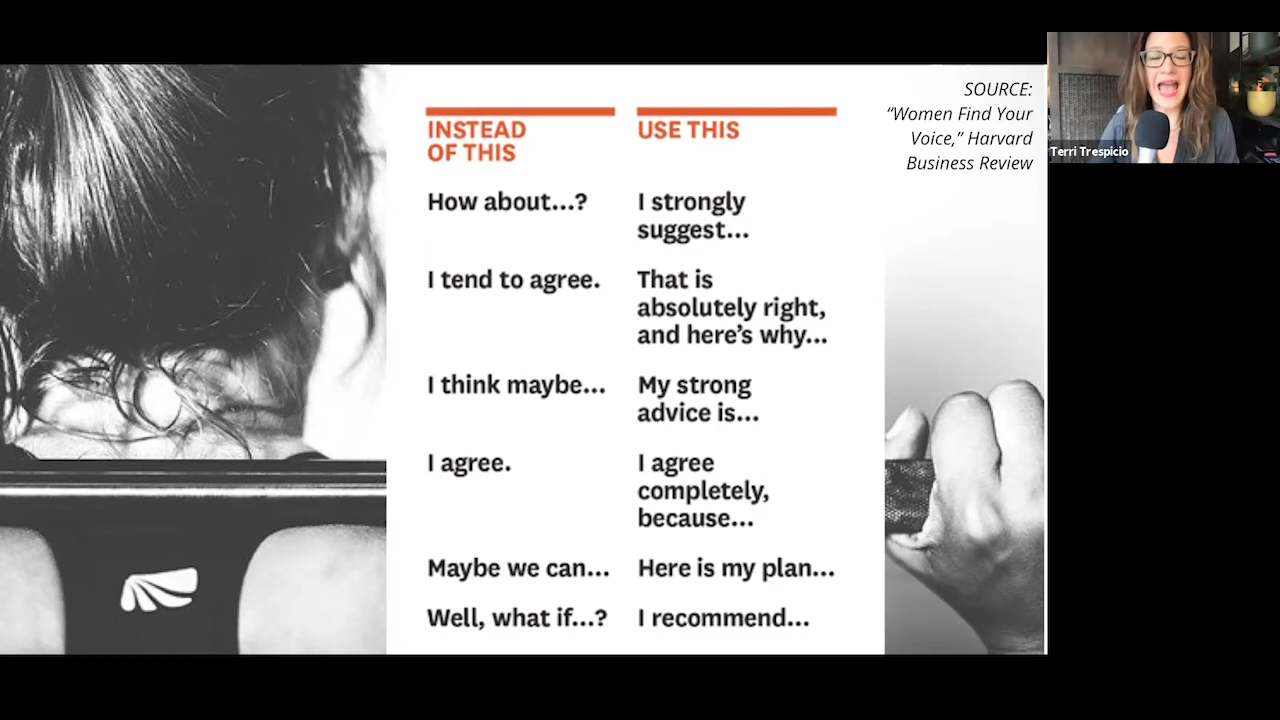 SOURCE:
“Women Find Your
Voice,” Harvard
Business Review
Terri Trespicio
INSTEAD
OF THIS
USE THIS
How about...?
I strongly
suggest...
I tend to agree.
That is
absolutely right,
and here’s why...
I think maybe...
My strong
advice is...
I agree.
I agree
completely,
because...
Maybe we can...
Here is my plan...
Well, what if...?
I recommend...